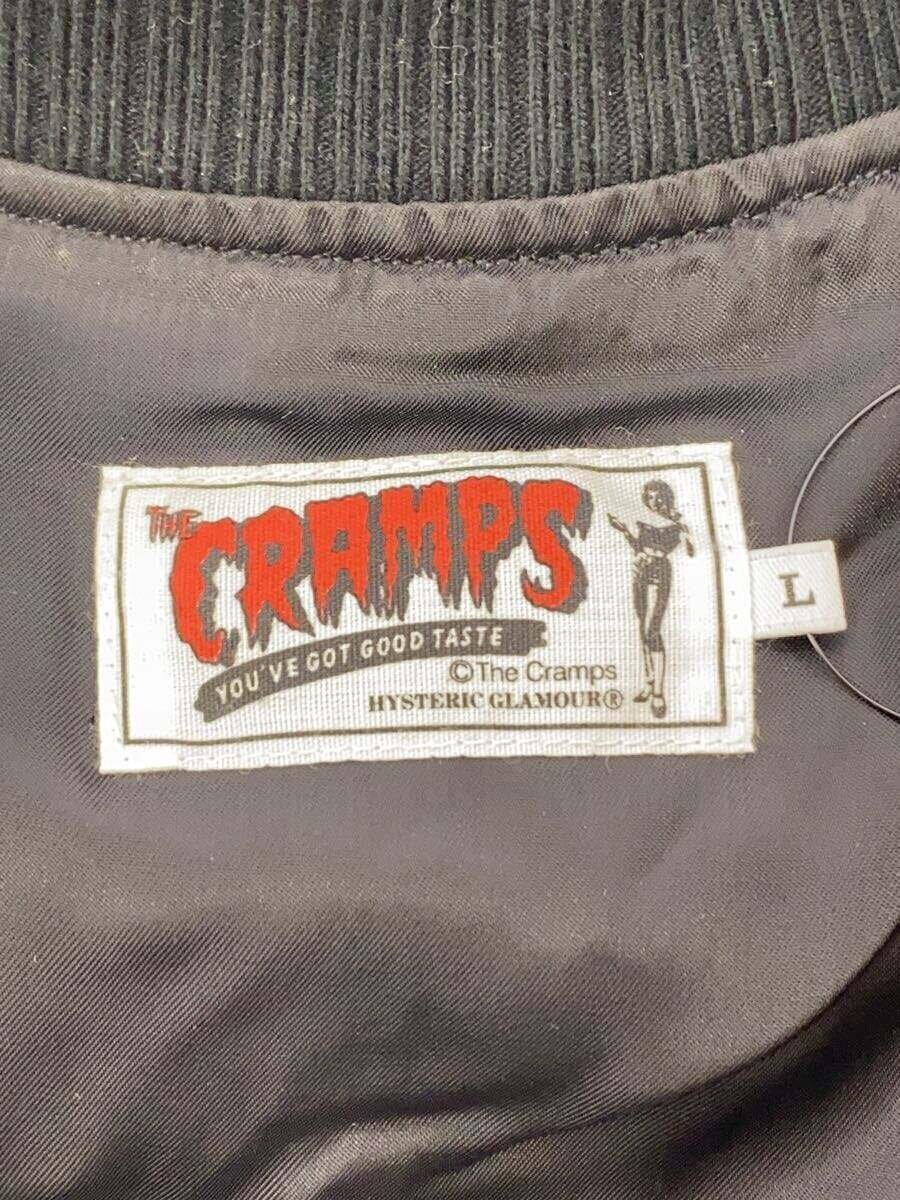 THE CRAMPS
YOU'VE GOT GOOD TASTE
©The Cramps
HYSTERIC GLAMOUR®
L